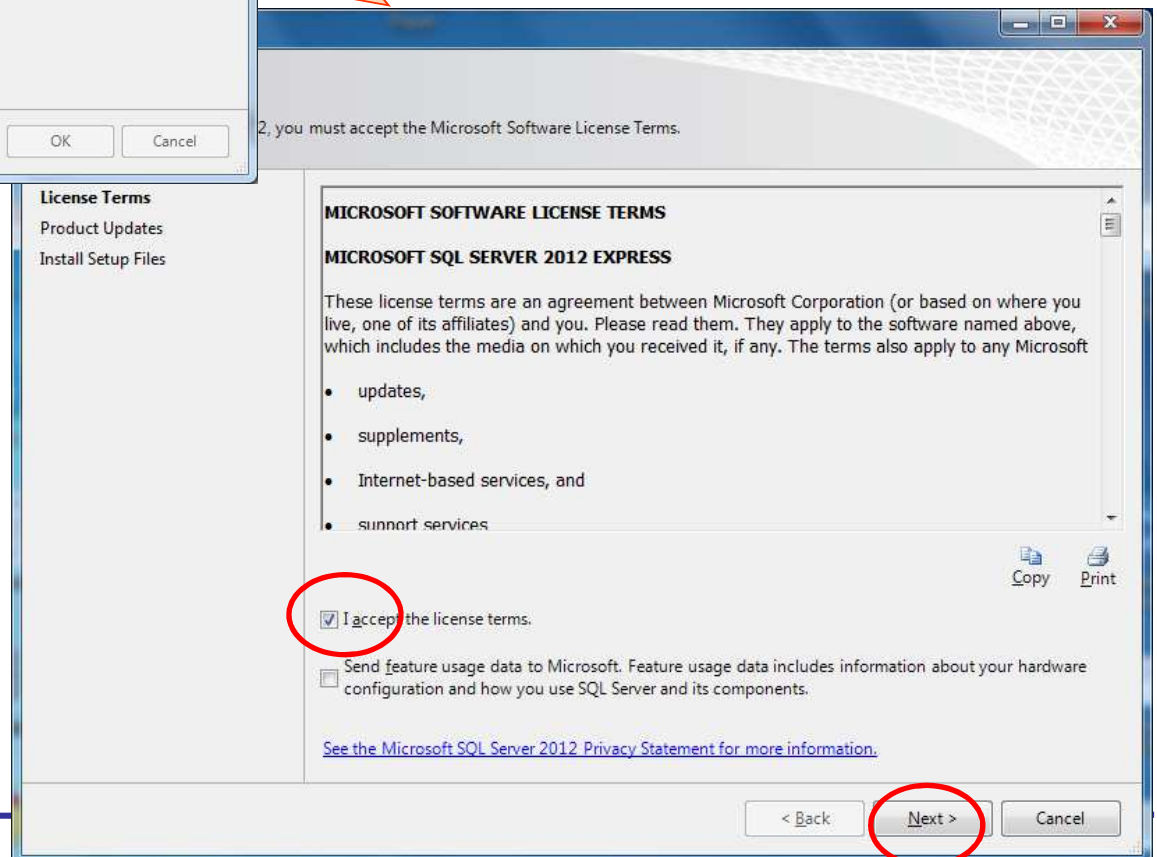 2, you must accept the Microsoft Software License Terms.
OK Cancel
License Terms
Product Updates
Install Setup Files
MICROSOFT SOFTWARE LICENSE TERMS
MICROSOFT SQL SERVER 2012 EXPRESS
These license terms are an agreement between Microsoft Corporation (or based on where you
live, one of its affiliates) and you. Please read them. They apply to the software named above,
which includes the media on which you received it, if any. The terms also apply to any Microsoft
• updates,
• supplements,
• Internet-based services, and
• support services
Copy Print
I accept the license terms.
Send feature usage data to Microsoft. Feature usage data includes information about your hardware
configuration and how you use SQL Server and its components.
See the Microsoft SQL Server 2012 Privacy Statement for more information.
< Back Next > Cancel